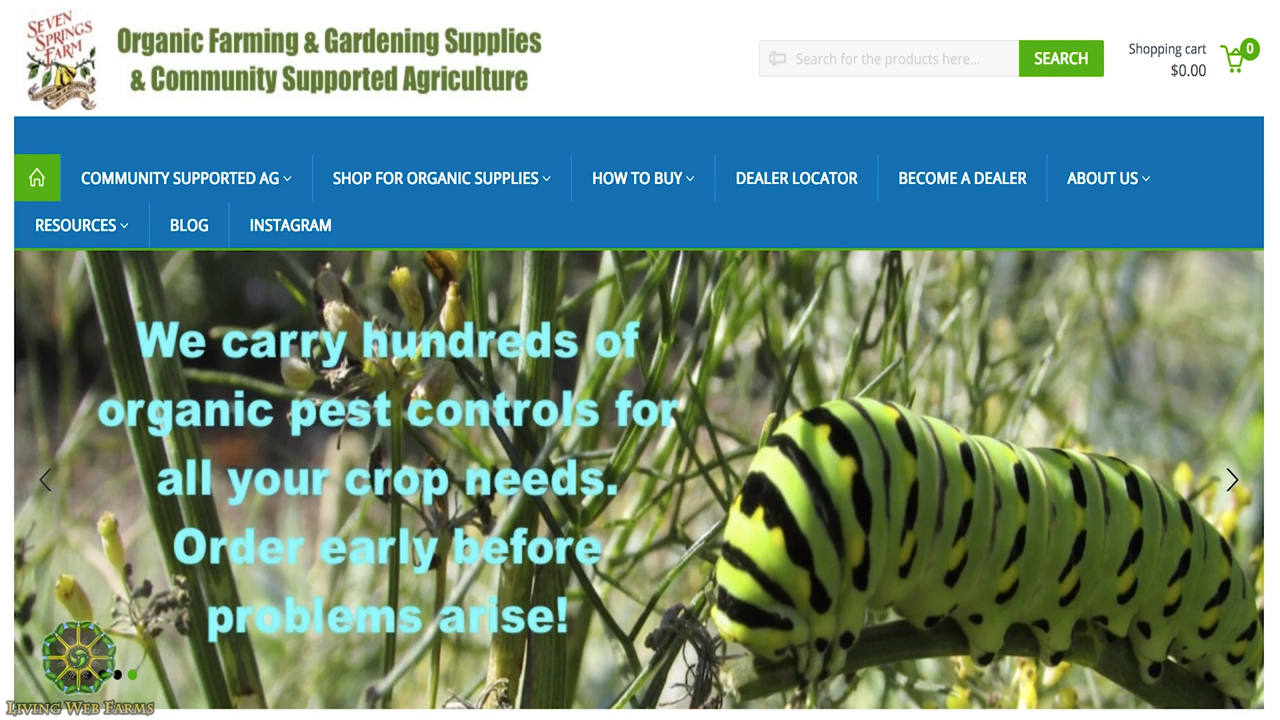 SEVEN
SPRINGS
FARM
Organic Farming & Gardening Supplies
& Community Supported Agriculture
Search for the products here...
SEARCH
Shopping cart
$0.00
0
COMMUNITY SUPPORTED AG
SHOP FOR ORGANIC SUPPLIES
HOW TO BUY
DEALER LOCATOR
BECOME A DEALER
ABOUT US
RESOURCES
BLOG
INSTAGRAM
We carry hundreds of
organic pest controls for
all your crop needs.
Order early before
problems arise!
LIVING WEB FARMS